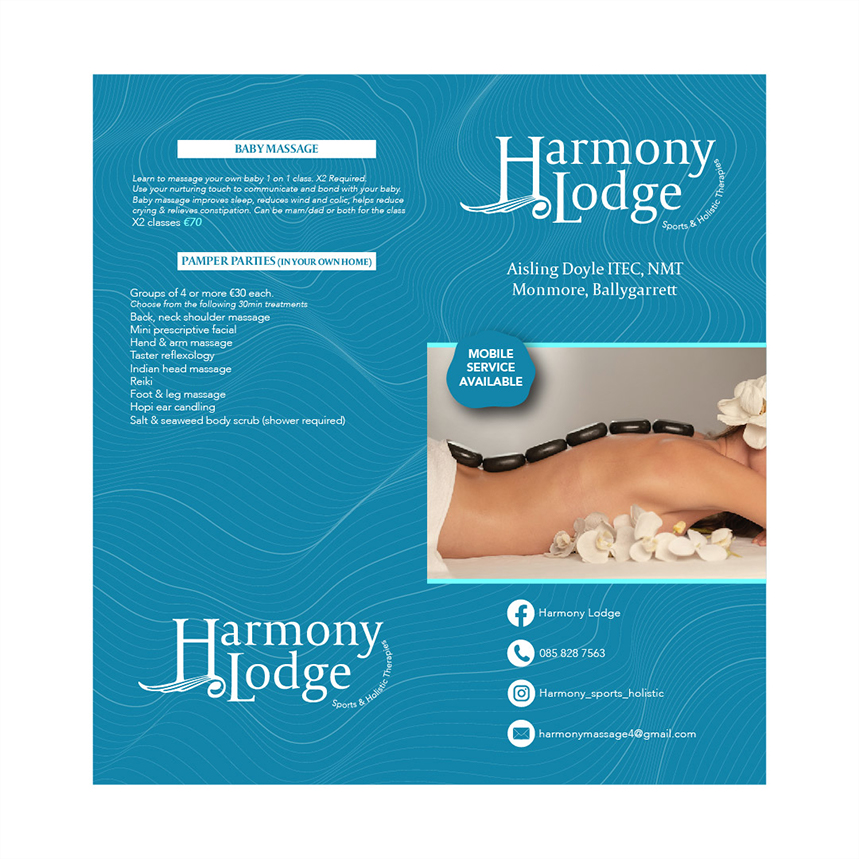 BABY MASSAGE
Learn to massage your own baby 1 on 1 class. X2 Required.
Use your nurturing touch to communicate and bond with your baby.
Baby massage improves sleep, reduces wind and colic, helps reduce
crying & relieves constipation. Can be mam/dad or both for the class
X2 classes €70
PAMPER PARTIES (IN YOUR OWN HOME)
Groups of 4 or more €30 each.
Choose from the following 30min treatments
Back, neck shoulder massage
Mini prescriptive facial
Hand & arm massage
Taster reflexology
Indian head massage
Reiki
Foot & leg massage
Hopi ear candling
Salt & seaweed body scrub (shower required)
Harmony
Lodge
Sports & Holistic Therapies
Harmony
Lodge
Sports & Holistic Therapies
Aisling Doyle ITEC, NMT
Monmore, Ballygarrett
MOBILE
SERVICE
AVAILABLE
Harmony Lodge
085 828 7563
Harmony_sports_holistic
harmonymassage4@gmail.com